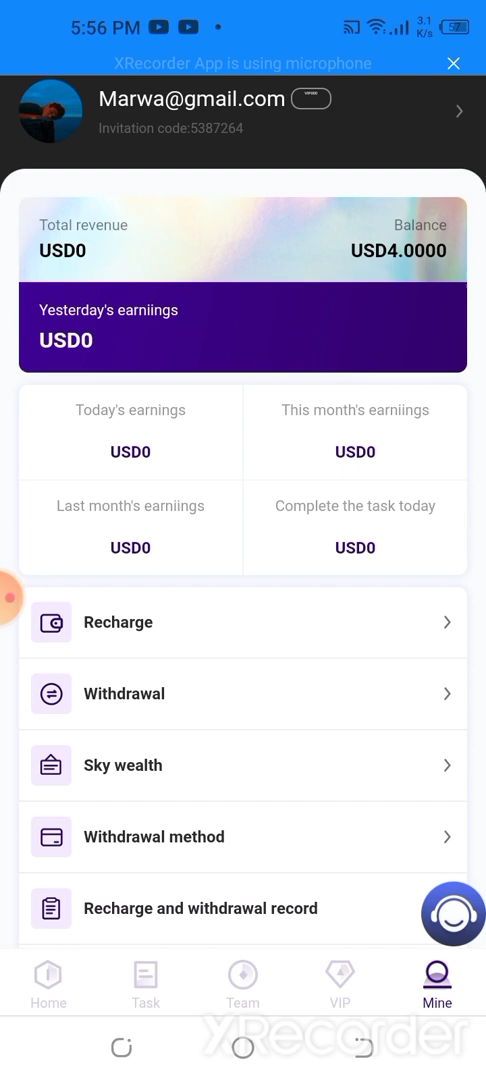 5:56 PM
3.1
K/s
57
XRecorder App is using microphone
Marwa@gmail.com
Invitation code:5387264
Total revenue
Balance
USD0
USD4.0000
Yesterday's earniings
USD0
Today's earnings
This month's earniings
USD0
USD0
Last month's earniings
Complete the task today
USD0
USD0
Recharge
Withdrawal
Sky wealth
Withdrawal method
Recharge and withdrawal record
Home
Task
Team
VIP
Mine
XRecorder